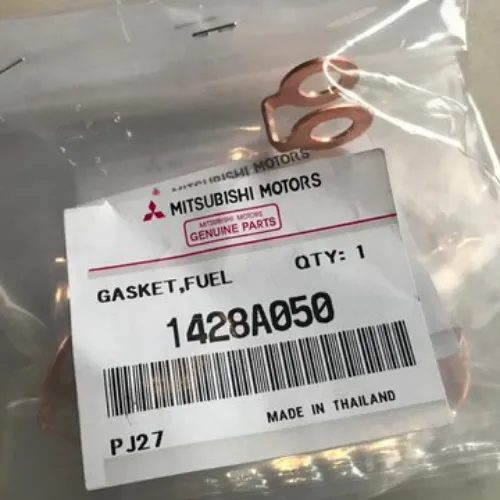 MITSUBISHI MOTORS
MITSUBISHI MOTORS
MITSUBISHI MOTORS
GENUINE PARTS
GASKET,FUEL QTY: 1
1428A050
MADE IN THAILAND
PJ27